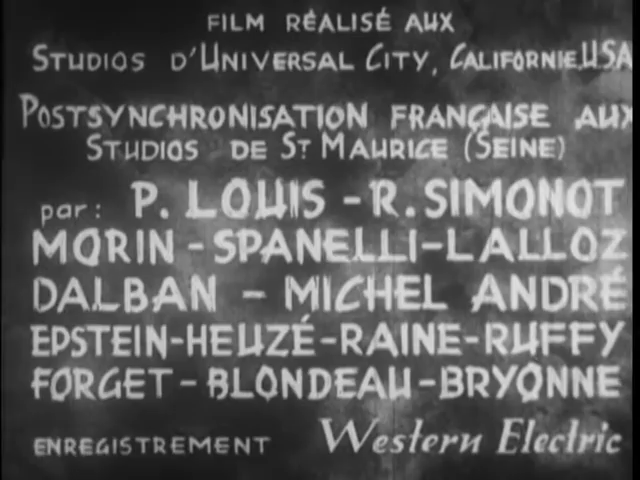 FILM RÉALISÉ AUX
STUDIOS D'UNIVERSAL CITY, CALIFORNIE, USA
POSTSYNCHRONISATION FRANÇAISE AUX
STUDIOS DE ST MAURICE (SEINE)
par: P. LOUIS - R. SIMONOT
MORIN - SPANELLI - LALLOZ
DALBAN - MICHEL ANDRÉ
EPSTEIN - HEUZÉ - RAINE - RUFFY
FORGET - BLONDEAU - BRYONNE
ENREGISTREMENT Western Electric